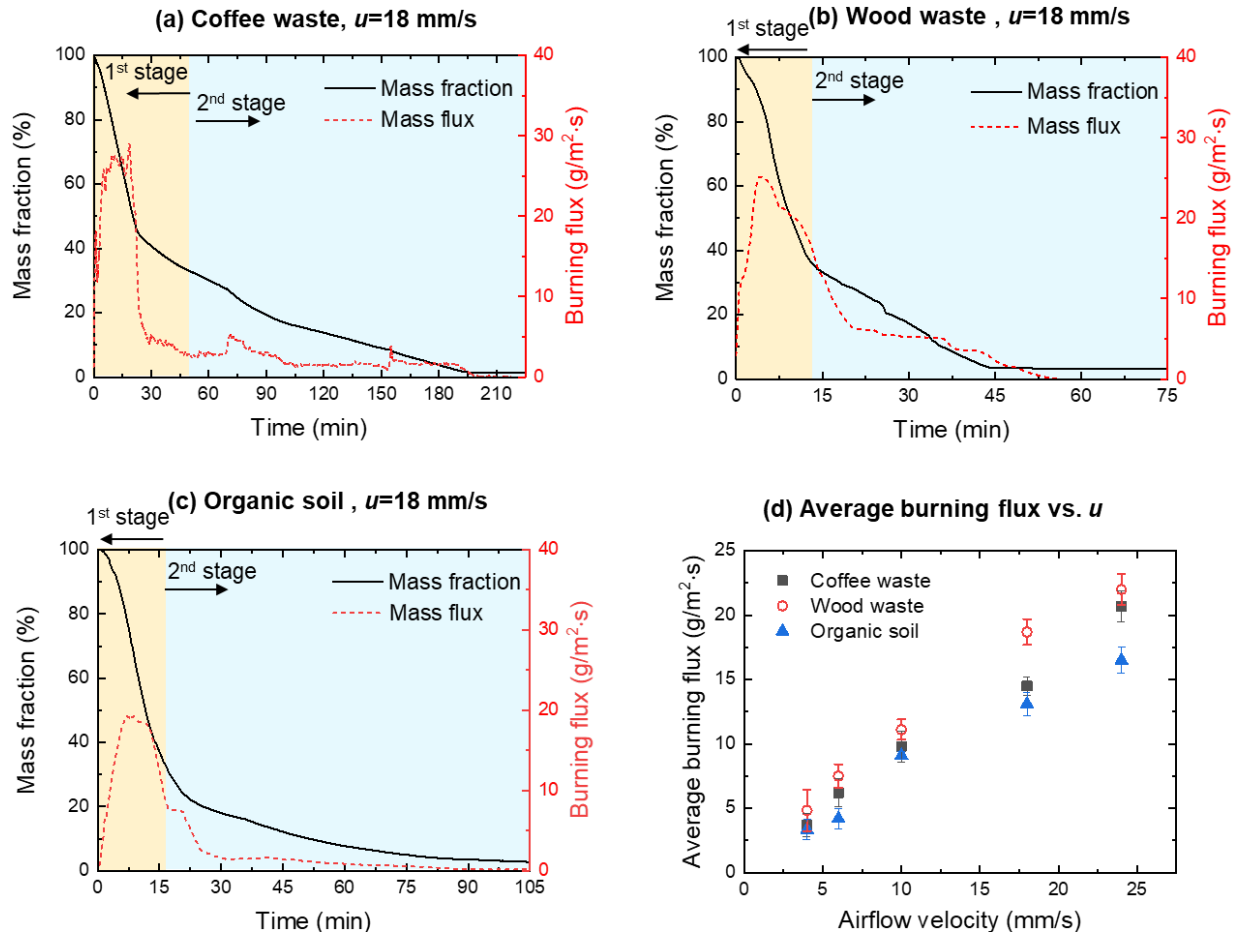 (a) Coffee waste, u=18 mm/s
1st stage
2nd stage
Mass fraction
Mass flux
100
80
60
40
20
0
Mass fraction (%)
40
30
20
10
0
Burning flux (g/m²·s)
0 30 60 90 120 150 180 210
Time (min)
(b) Wood waste , u=18 mm/s
1st stage
2nd stage
Mass fraction
Mass flux
100
80
60
40
20
0
Mass fraction (%)
40
30
20
10
0
Burning flux (g/m²·s)
0 15 30 45 60 75
Time (min)
(c) Organic soil , u=18 mm/s
1st stage
2nd stage
Mass fraction
Mass flux
100
80
60
40
20
0
Mass fraction (%)
40
30
20
10
0
Burning flux (g/m²·s)
0 15 30 45 60 75 90 105
Time (min)
(d) Average burning flux vs. u
Coffee waste
Wood waste
Organic soil
25
20
15
10
5
0
Average burning flux (g/m²·s)
0 5 10 15 20 25
Airflow velocity (mm/s)